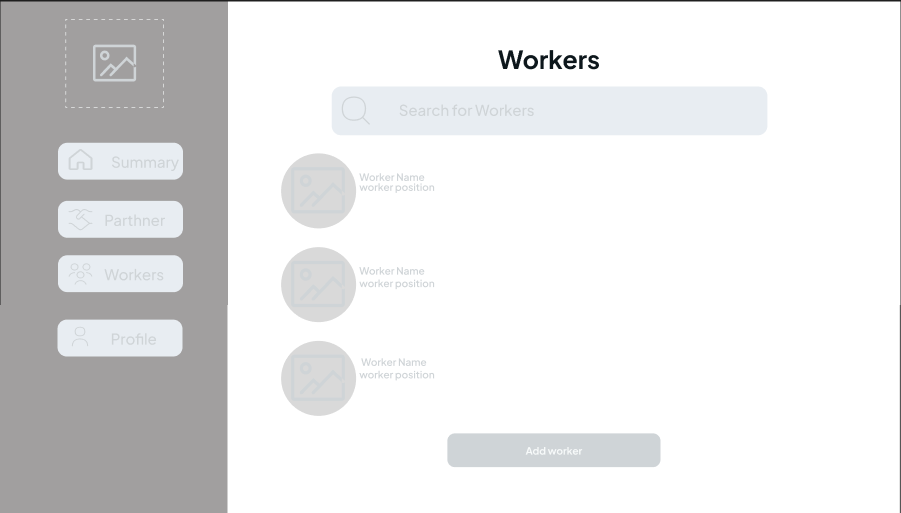 Summary
Parthner
Workers
Profile
Workers
Search for Workers
Worker Name
worker position
Worker Name
worker position
Worker Name
worker position
Add worker